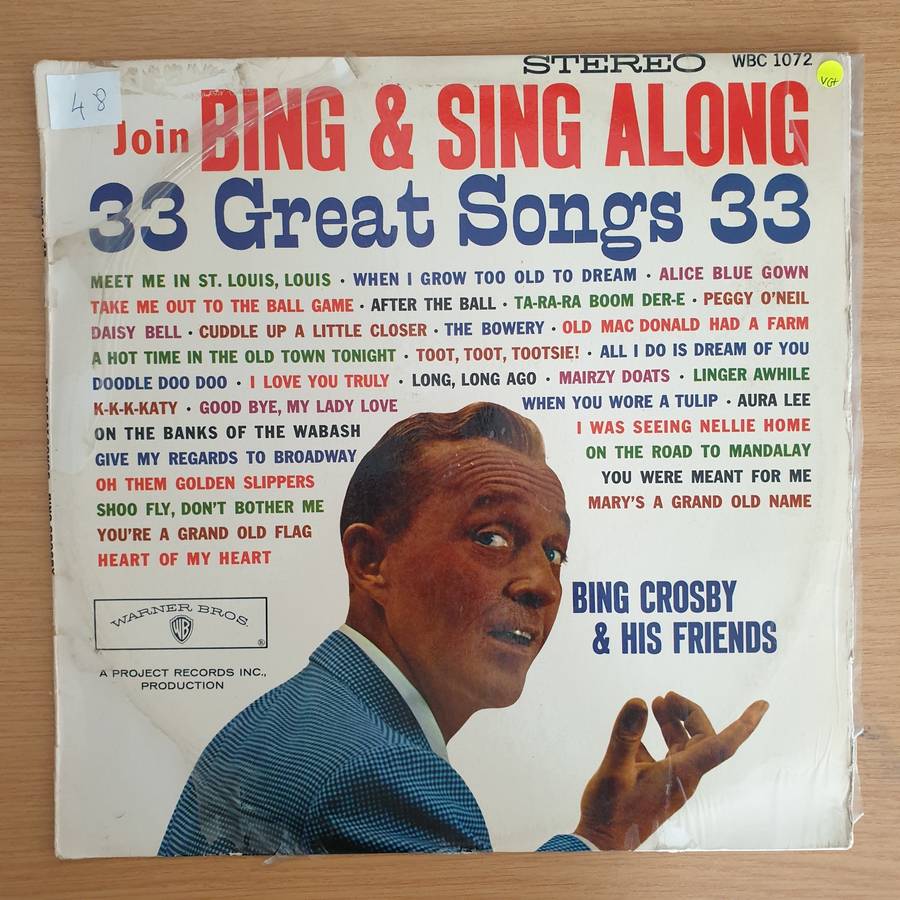 STEREO WBC 1072
48
VG+
Join BING & SING ALONG
33 Great Songs 33
MEET ME IN ST. LOUIS, LOUIS · WHEN I GROW TOO OLD TO DREAM · ALICE BLUE GOWN
TAKE ME OUT TO THE BALL GAME · AFTER THE BALL · TA-RA-RA BOOM DER-E · PEGGY O'NEIL
DAISY BELL · CUDDLE UP A LITTLE CLOSER · THE BOWERY · OLD MAC DONALD HAD A FARM
A HOT TIME IN THE OLD TOWN TONIGHT · TOOT, TOOT, TOOTSIE! · ALL I DO IS DREAM OF YOU
DOODLE DOO DOO · I LOVE YOU TRULY · LONG, LONG AGO · MAIRZY DOATS · LINGER AWHILE
K-K-K-KATY · GOOD BYE, MY LADY LOVE
WHEN YOU WORE A TULIP · AURA LEE
ON THE BANKS OF THE WABASH
I WAS SEEING NELLIE HOME
GIVE MY REGARDS TO BROADWAY
ON THE ROAD TO MANDALAY
OH THEM GOLDEN SLIPPERS
YOU WERE MEANT FOR ME
SHOO FLY, DON'T BOTHER ME
MARY'S A GRAND OLD NAME
YOU'RE A GRAND OLD FLAG
HEART OF MY HEART
BING CROSBY
& HIS FRIENDS
WARNER BROS.
WB
®
A PROJECT RECORDS INC.,
PRODUCTION